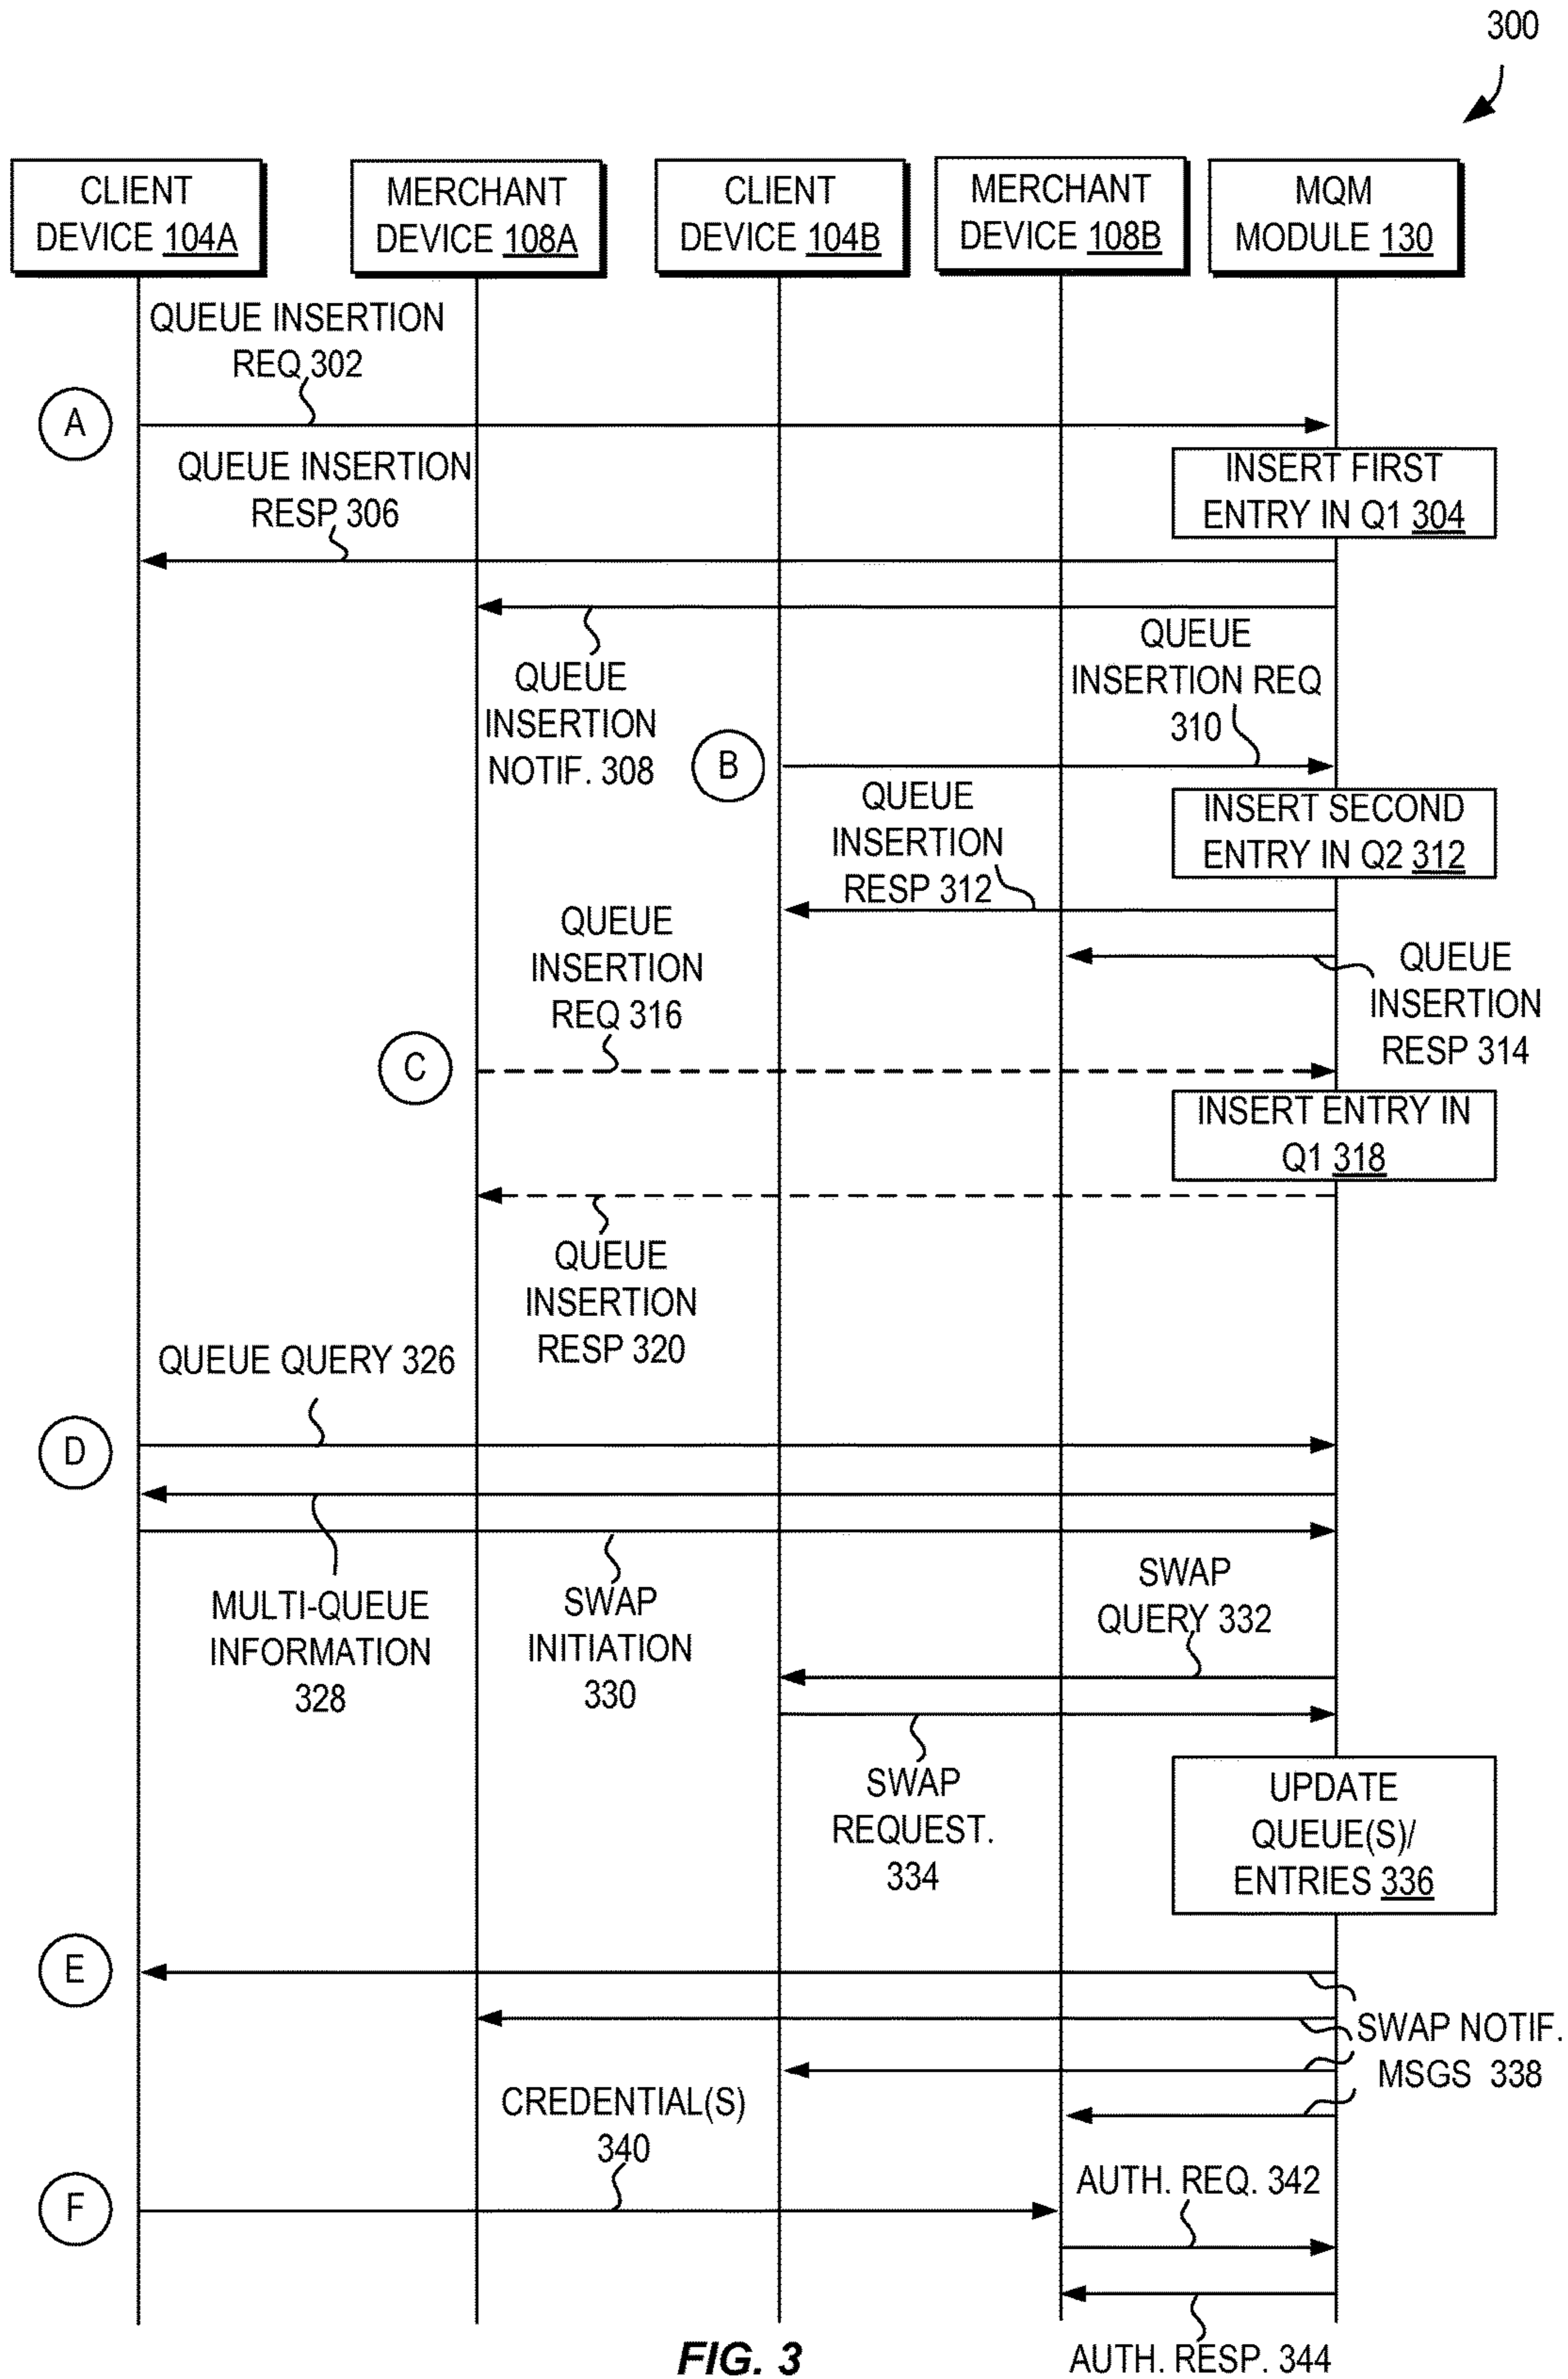 300
CLIENT
DEVICE 104A
MERCHANT
DEVICE 108A
CLIENT
DEVICE 104B
MERCHANT
DEVICE 108B
MQM
MODULE 130
QUEUE INSERTION
REQ 302
A
INSERT FIRST
ENTRY IN Q1 304
QUEUE INSERTION
RESP 306
QUEUE
INSERTION
NOTIF. 308
QUEUE
INSERTION REQ
310
B
INSERT SECOND
ENTRY IN Q2 312
QUEUE
INSERTION
RESP 312
QUEUE
INSERTION
RESP 314
QUEUE
INSERTION
REQ 316
C
INSERT ENTRY IN
Q1 318
QUEUE
INSERTION
RESP 320
QUEUE QUERY 326
D
MULTI-QUEUE
INFORMATION
328
SWAP
INITIATION
330
SWAP
QUERY 332
SWAP
REQUEST.
334
UPDATE
QUEUE(S)/
ENTRIES 336
E
SWAP NOTIF.
MSGS 338
CREDENTIAL(S)
340
F
AUTH. REQ. 342
AUTH. RESP. 344
FIG. 3